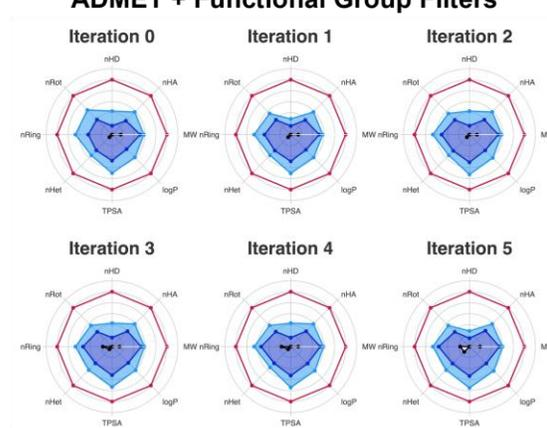 ADMET + Functional Group Filters
Iteration 0 Iteration 1 Iteration 2
nHD nHD nHD
nRot nHA nRot nHA nRot nHA
nRing MW nRing MW nRing M
nHet logP nHet logP nHet logP
TPSA TPSA TPSA
Iteration 3 Iteration 4 Iteration 5
nHD nHD nHD
nRot nHA nRot nHA nRot nHA
nRing MW nRing MW nRing M
nHet logP nHet logP nHet logP
TPSA TPSA TPSA